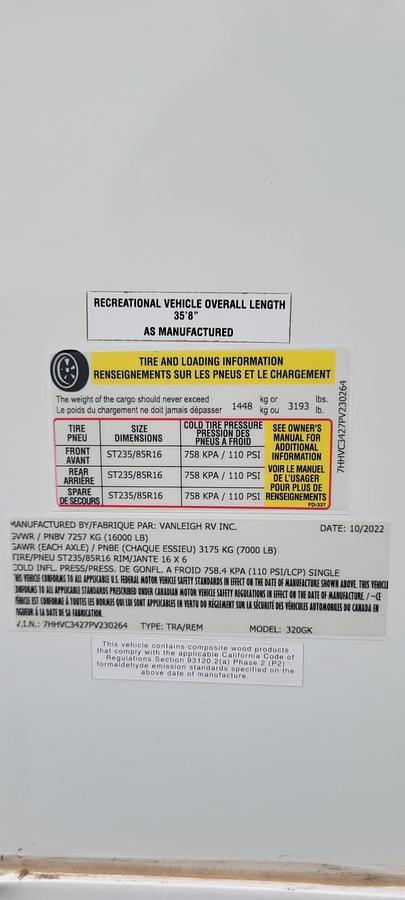 RECREATIONAL VEHICLE OVERALL LENGTH
35'8"
AS MANUFACTURED
TIRE AND LOADING INFORMATION
RENSEIGNEMENTS SUR LES PNEUS ET LE CHARGEMENT
The weight of the cargo should never exceed 1448 kg or 3193 lbs.
Le poids du chargement ne doit jamais dépasser kg ou lb.
TIRE PNEU SIZE DIMENSIONS COLD TIRE PRESSURE PRESSION DES PNEUS A FROID
FRONT AVANT ST235/85R16 758 KPA / 110 PSI
REAR ARRIÈRE ST235/85R16 758 KPA / 110 PSI
SPARE DE SECOURS ST235/85R16 758 KPA / 110 PSI
SEE OWNER'S
MANUAL FOR
ADDITIONAL
INFORMATION
VOIR LE MANUEL
DE L'USAGER
POUR PLUS DE
RENSEIGNEMENTS
FD-337
7HHVC3427PV230264
MANUFACTURED BY/FABRIQUE PAR: VANLEIGH RV INC. DATE: 10/2022
GVWR / PNBV 7257 KG (16000 LB)
GAWR (EACH AXLE) / PNBE (CHAQUE ESSIEU) 3175 KG (7000 LB)
TIRE/PNEU ST235/85R16 RIM/JANTE 16 X 6
COLD INFL. PRESS/PRESS. DE GONFL. A FROID 758.4 KPA (110 PSI/LCP) SINGLE
THIS VEHICLE CONFORMS TO ALL APPLICABLE U.S. FEDERAL MOTOR VEHICLE SAFETY STANDARDS IN EFFECT ON THE DATE OF MANUFACTURE SHOWN ABOVE. THIS VEHICLE
CONFORMS TO ALL APPLICABLE STANDARDS PRESCRIBED UNDER CANADIAN MOTOR VEHICLE SAFETY REGULATIONS IN EFFECT ON THE DATE OF MANUFACTURE. / -CE
VEHICLE EST CONFORME À TOUTES LES NORMES QUI LUI SONT APPLICABLES EN VERTU DU RÈGLEMENT SUR LA SÉCURITÉ DES VÉHICULES AUTOMOBILES DU CANADA EN
VIGUEUR À LA DATE DE SA FABRICATION.
V.I.N.: 7HHVC3427PV230264 TYPE: TRA/REM MODEL: 320GK
This vehicle contains composite wood products
that comply with the applicable California Code of
Regulations Section 93120.2(a) Phase 2 (P2)
formaldehyde emission standards specified on the
above date of manufacture.